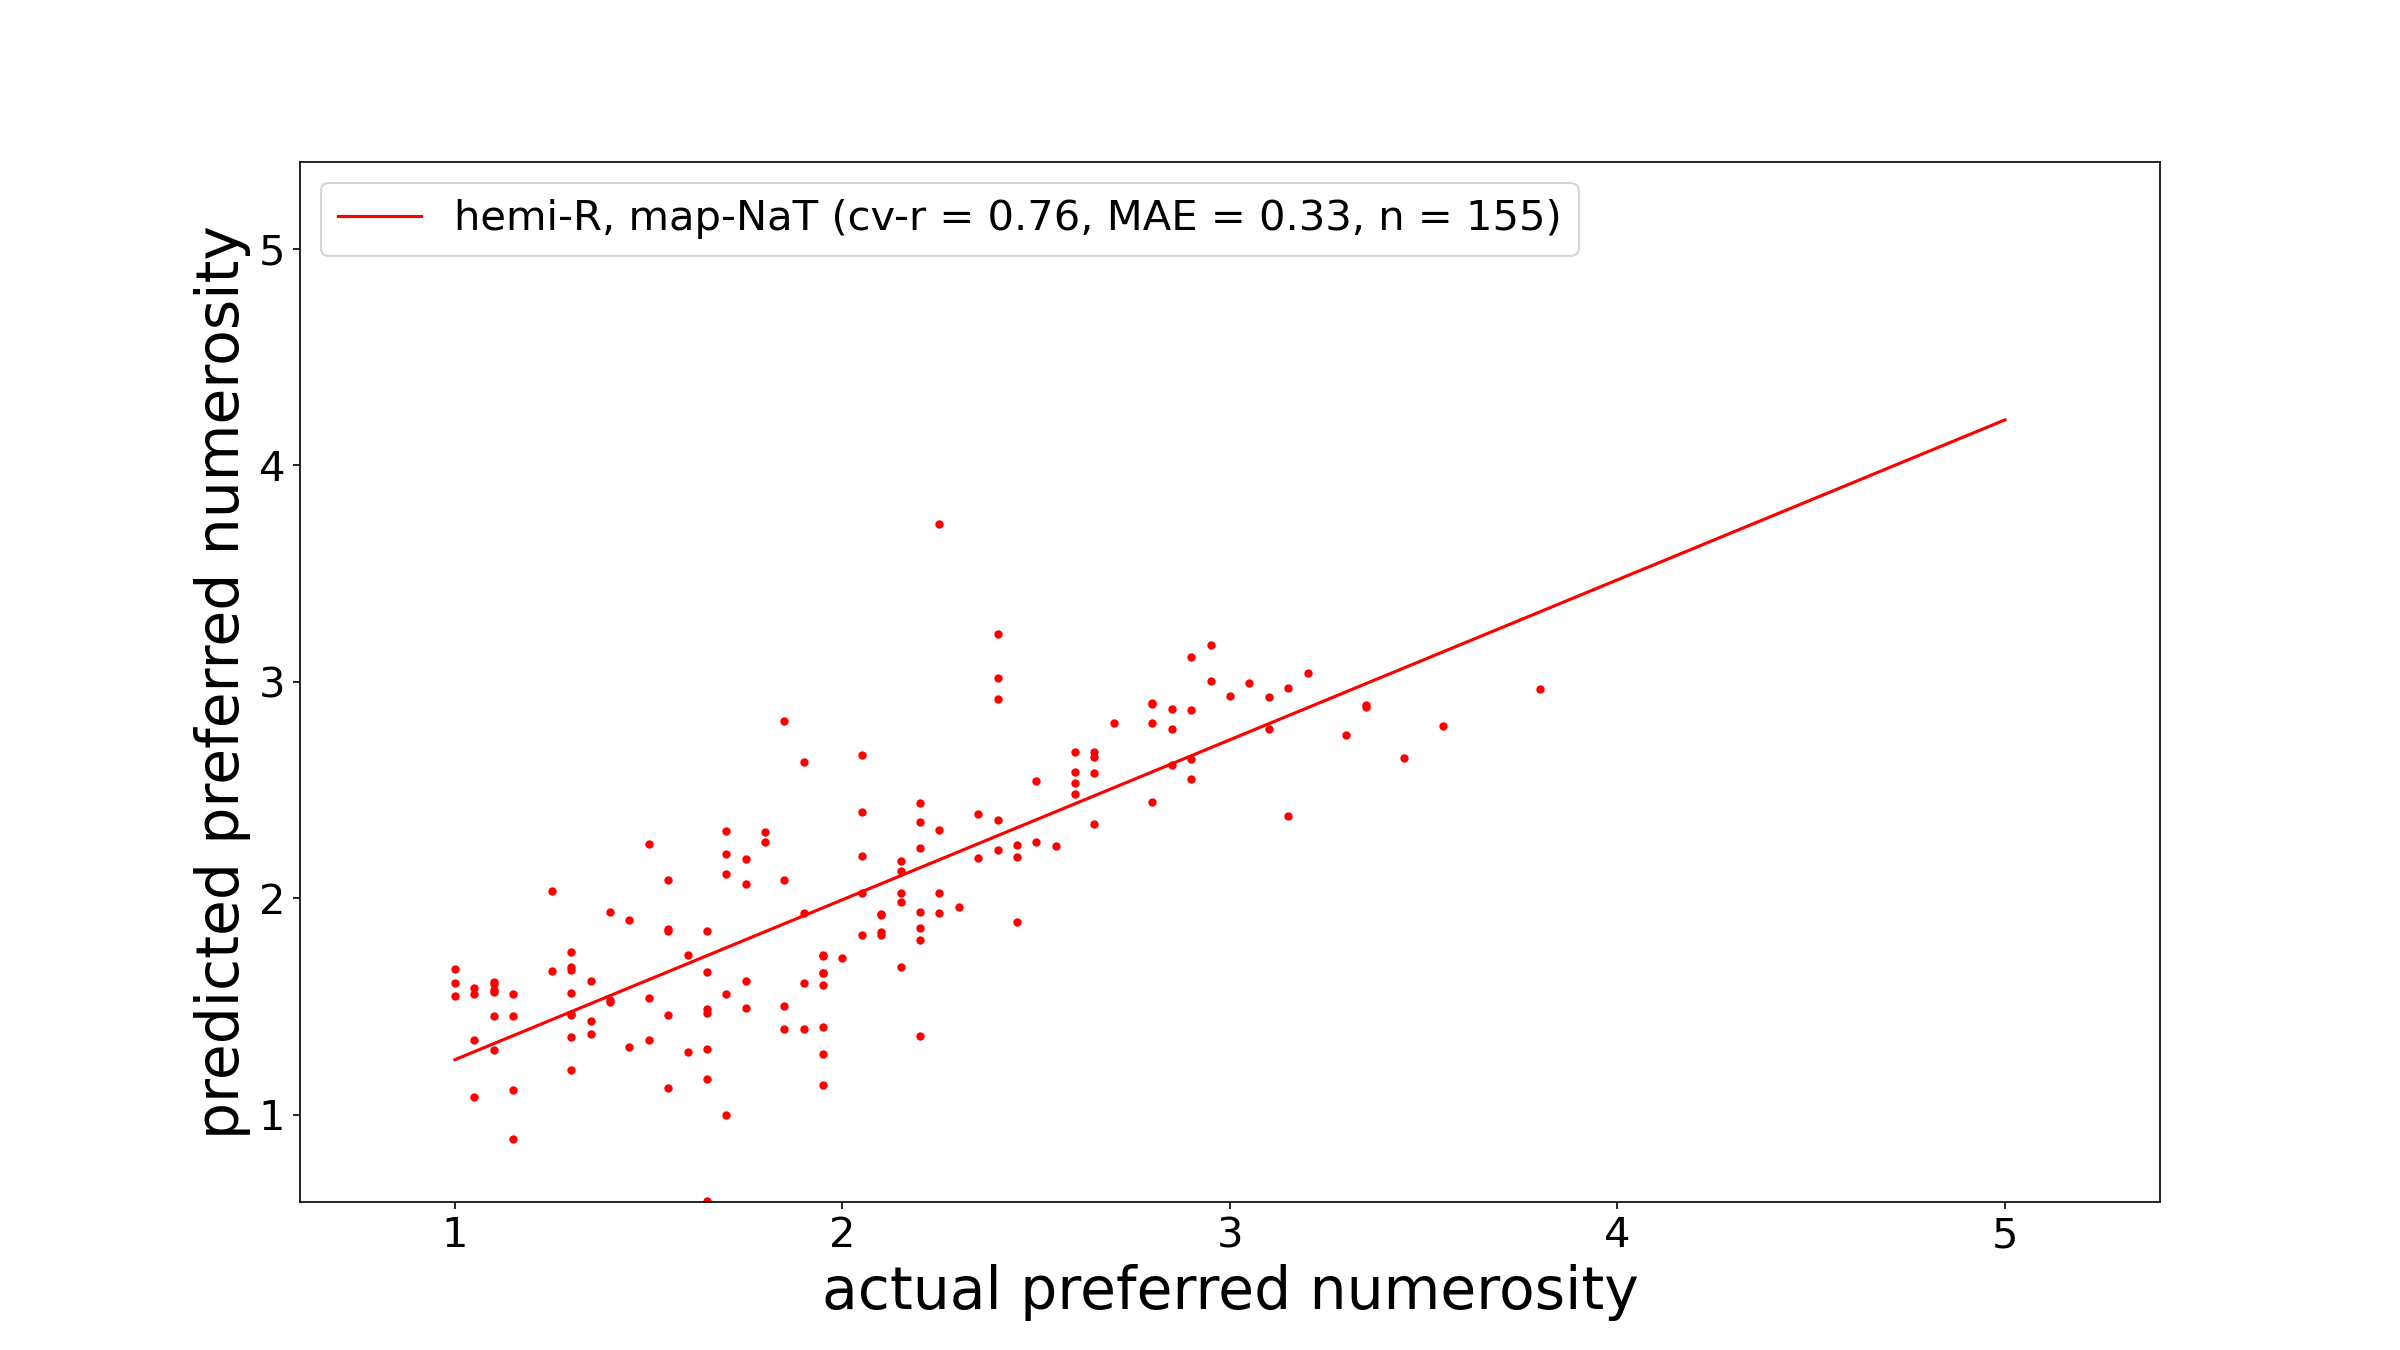 hemi-R, map-NaT (cv-r = 0.76, MAE = 0.33, n = 155)
predicted preferred numerosity
5
4
3
2
1
1 2 3 4 5
actual preferred numerosity